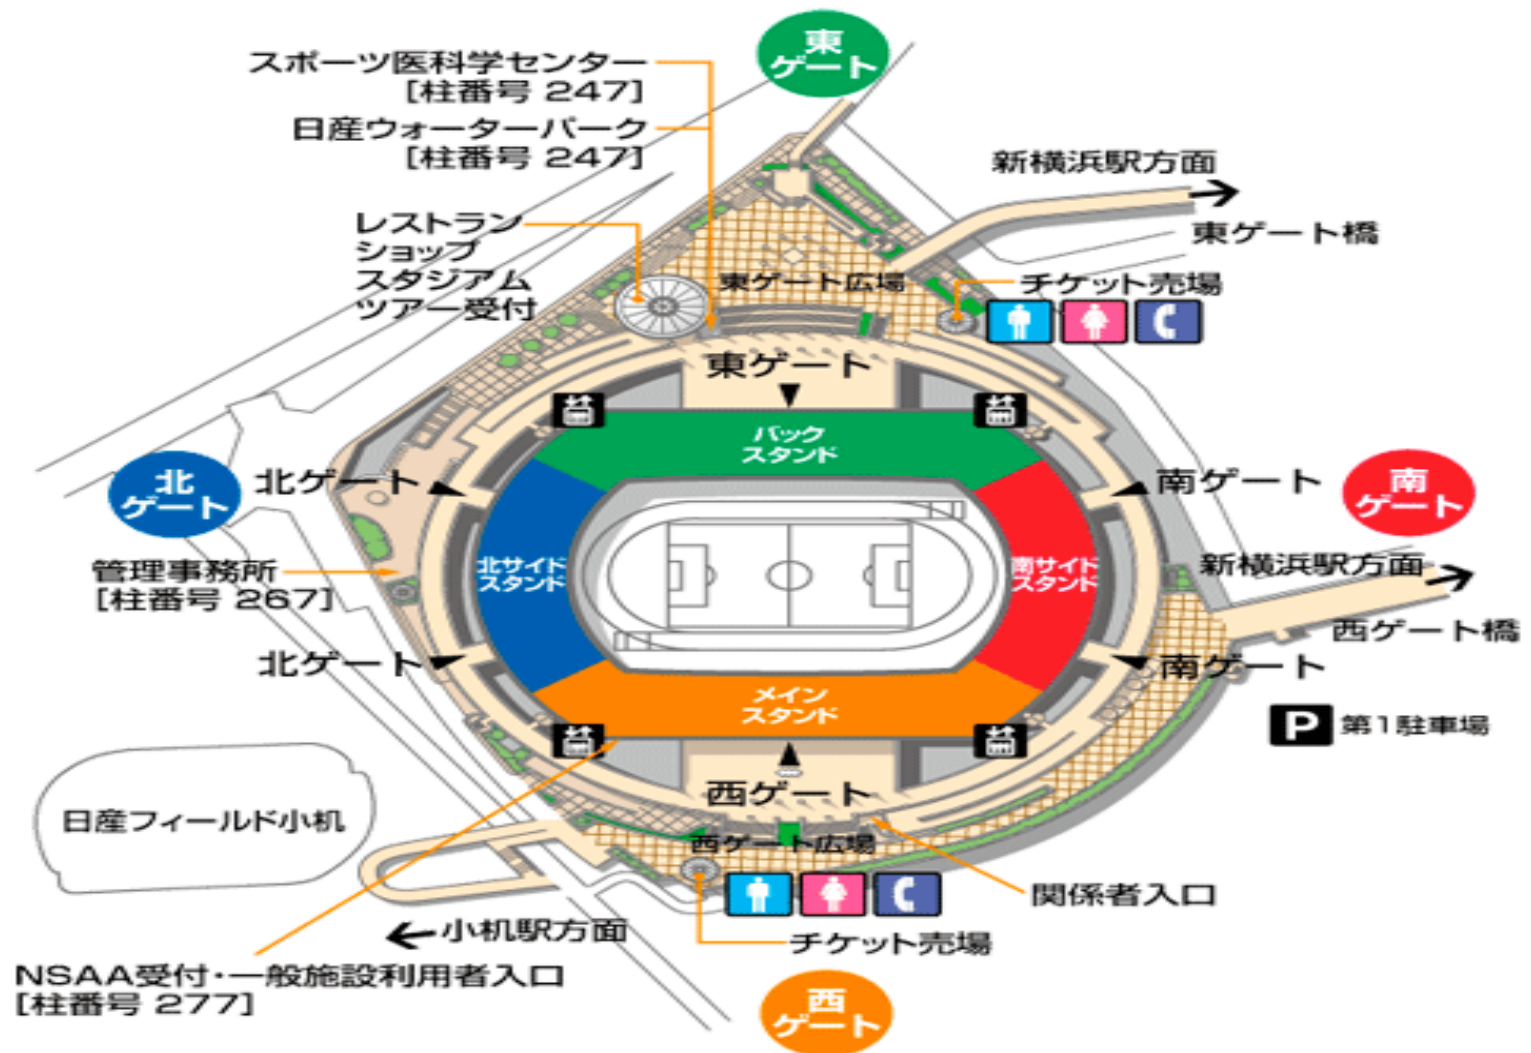 東
ゲート
スポーツ医科学センター
[柱番号 247]
日産ウォーターパーク
[柱番号 247]
新横浜駅方面
東ゲート橋
レストラン
ショップ
スタジアム
ツアー受付
東ゲート広場
チケット売場
東ゲート
バック
スタンド
北
ゲート
北ゲート
南ゲート
南
ゲート
管理事務所
[柱番号 267]
北サイド
スタンド
南サイド
スタンド
新横浜駅方面
西ゲート橋
北ゲート
南ゲート
メイン
スタンド
P 第1駐車場
西ゲート
日産フィールド小机
西ゲート広場
関係者入口
小机駅方面
チケット売場
NSAA受付・一般施設利用者入口
[柱番号 277]
西
ゲート